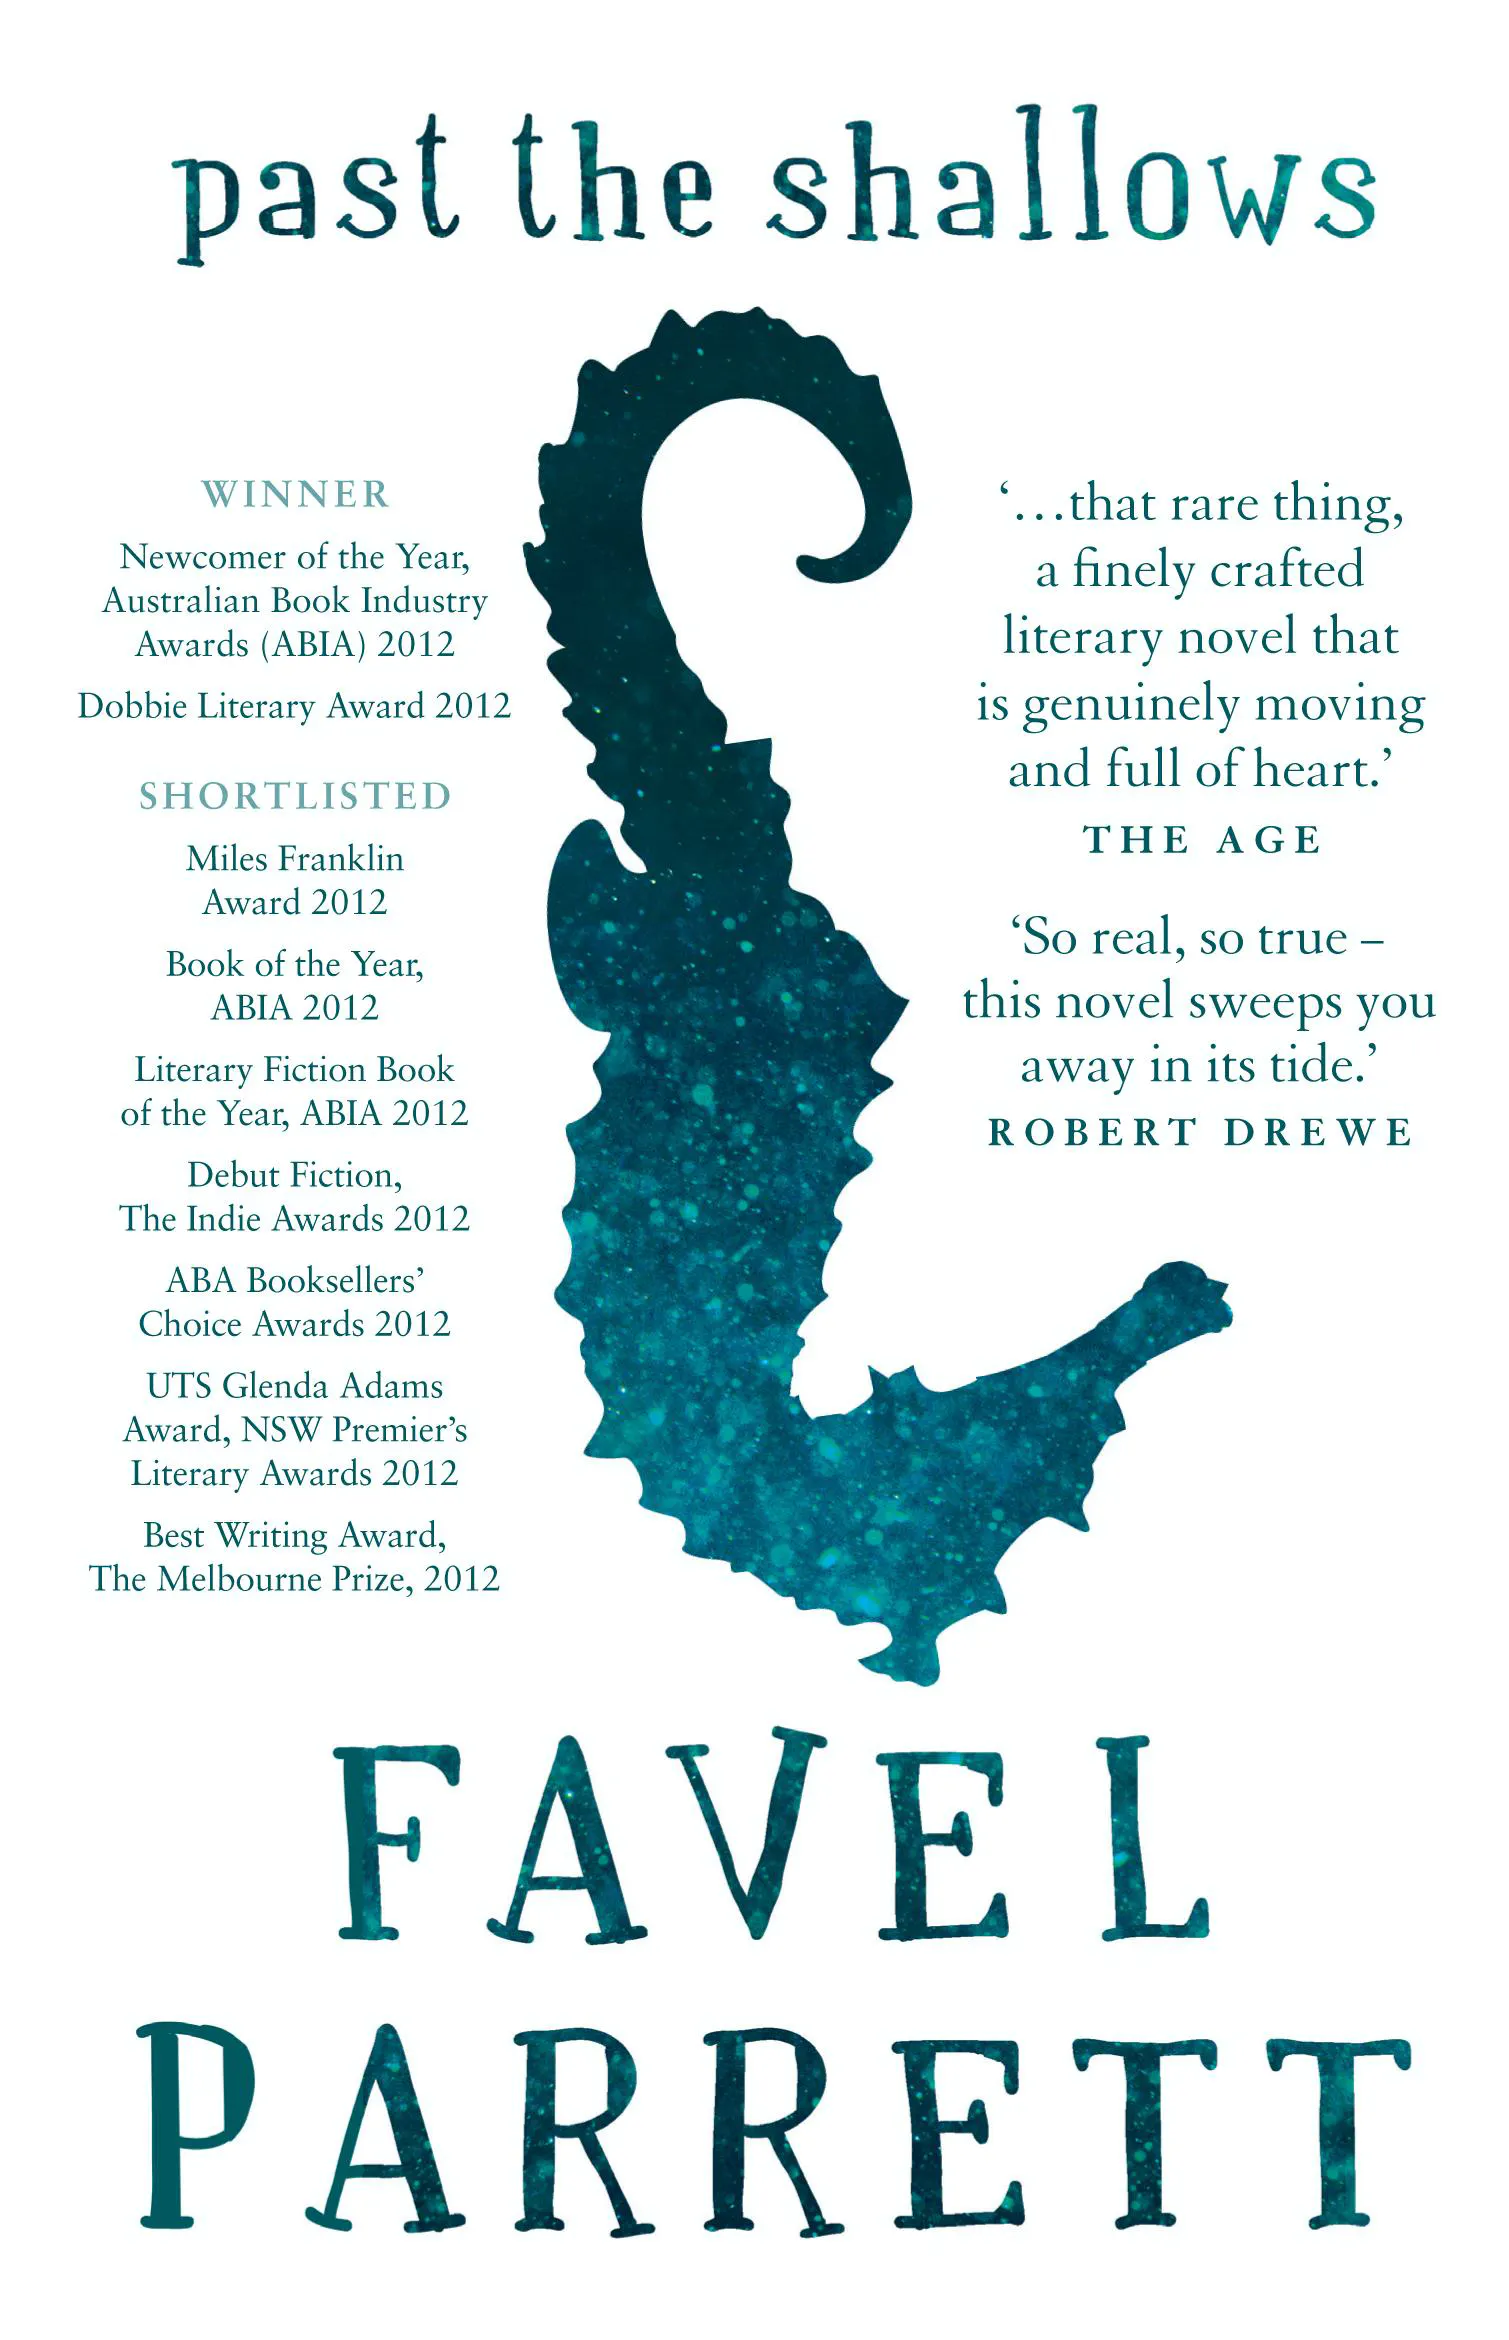 past the shallows
WINNER
Newcomer of the Year,
Australian Book Industry
Awards (ABIA) 2012
Dobbie Literary Award 2012
SHORTLISTED
Miles Franklin
Award 2012
Book of the Year,
ABIA 2012
Literary Fiction Book
of the Year, ABIA 2012
Debut Fiction,
The Indie Awards 2012
ABA Booksellers’
Choice Awards 2012
UTS Glenda Adams
Award, NSW Premier’s
Literary Awards 2012
Best Writing Award,
The Melbourne Prize, 2012
‘…that rare thing,
a finely crafted
literary novel that
is genuinely moving
and full of heart.’
THE AGE
‘So real, so true –
this novel sweeps you
away in its tide.’
ROBERT DREWE
FAVEL
PARRETT